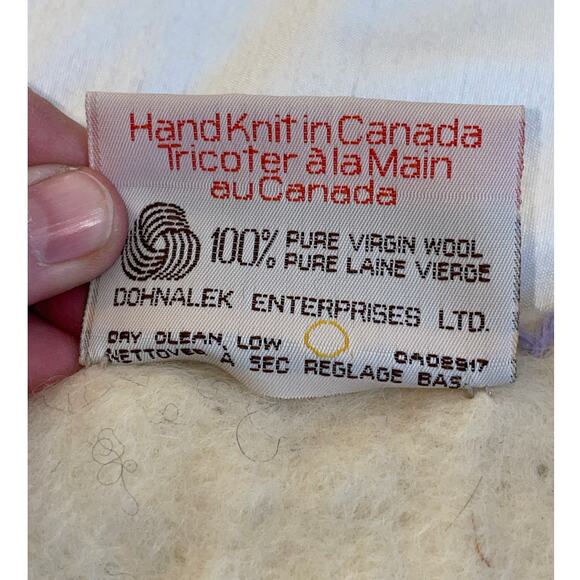 Hand Knit in Canada
Tricoter à la Main
au Canada
100% PURE VIRGIN WOOL
PURE LAINE VIERGE
DOHNALEK ENTERPRISES LTD.
DRY CLEAN, LOW CA02917
NETTOYER À SEC REGLAGE BAS.